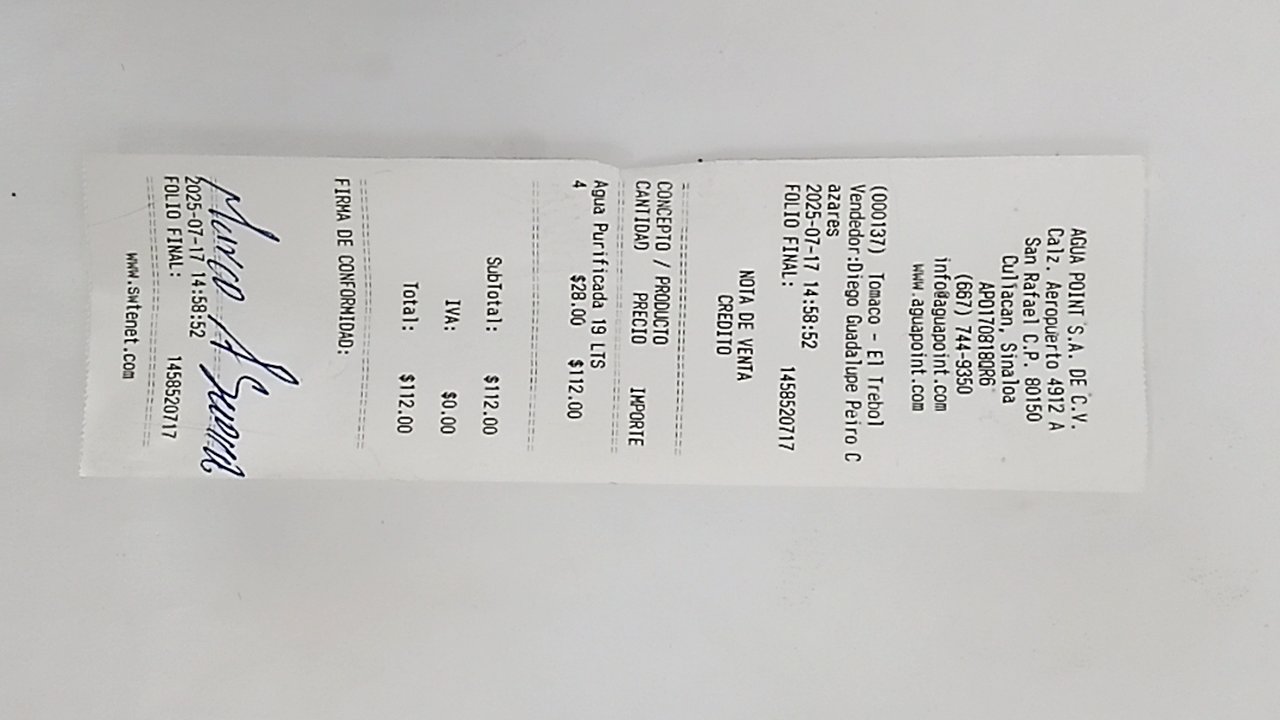 AGUA POINT S.A. DE C.V.
Calz. Aeropuerto 4912 A
San Rafael C.P. 80150
Culiacan, Sinaloa
APO170818QR6
(667) 744-9350
info@aguapoint.com
www.aguapoint.com
(000137) Tomaco - El Trebol
Vendedor:Diego Guadalupe Peiro C
azares
2025-07-17 14:58:52
FOLIO FINAL: 1458520717
NOTA DE VENTA
CREDITO
CONCEPTO / PRODUCTO
CANTIDAD PRECIO IMPORTE
Agua Purificada 19 LTS
4 $28.00 $112.00
SubTotal: $112.00
IVA: $0.00
Total: $112.00
FIRMA DE CONFORMIDAD:
Marco A
2025-07-17 14:58:52
FOLIO FINAL: 1458520717
www.swtenet.com